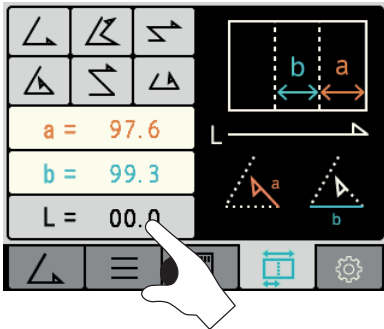 b a
a = 97.6
L
b = 99.3
a
L = 00.0
b